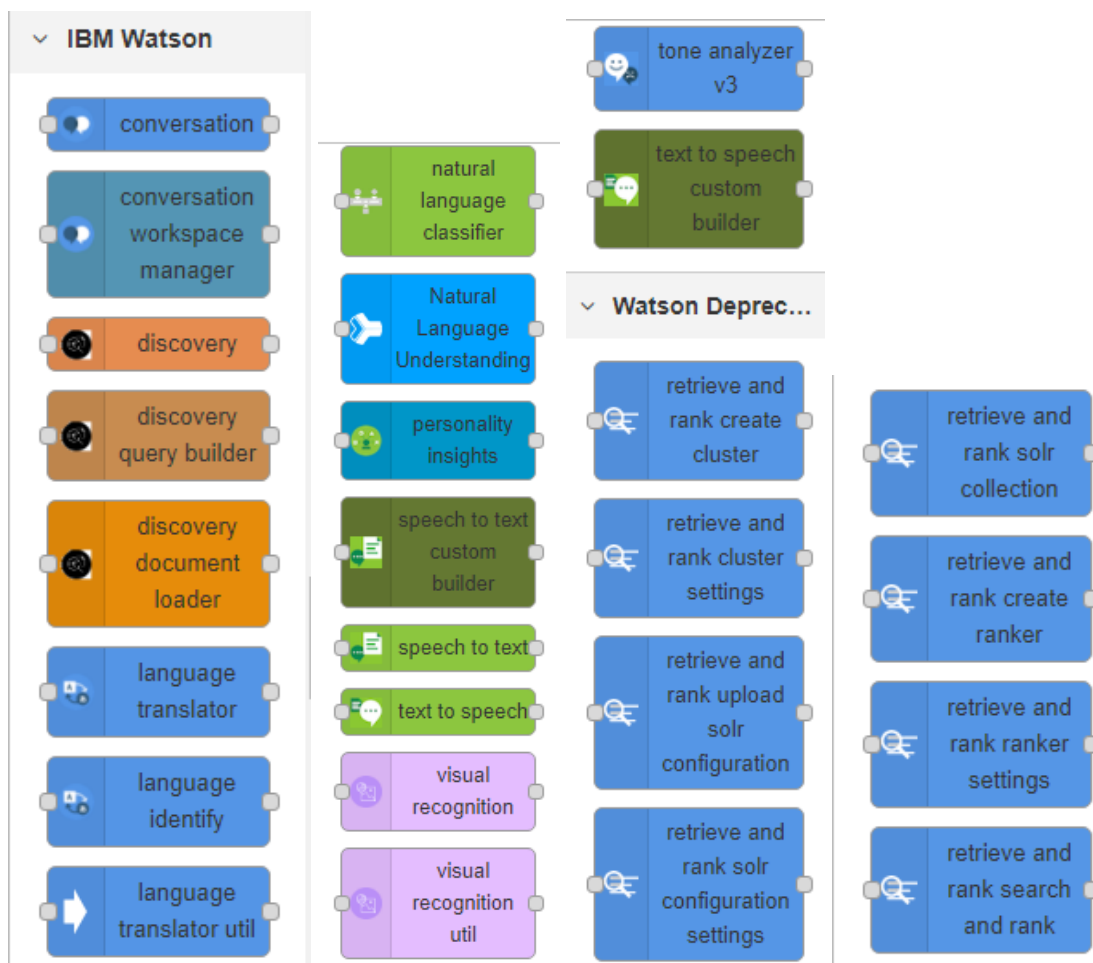 IBM Watson
conversation
conversation
workspace
manager
discovery
discovery
query builder
discovery
document
loader
language
translator
language
identify
language
translator util
natural
language
classifier
Natural
Language
Understanding
personality
insights
speech to text
custom
builder
speech to text
text to speech
visual
recognition
visual
recognition
util
tone analyzer
v3
text to speech
custom
builder
Watson Deprec...
retrieve and
rank create
cluster
retrieve and
rank cluster
settings
retrieve and
rank upload
solr
configuration
retrieve and
rank solr
configuration
settings
retrieve and
rank solr
collection
retrieve and
rank create
ranker
retrieve and
rank ranker
settings
retrieve and
rank search
and rank